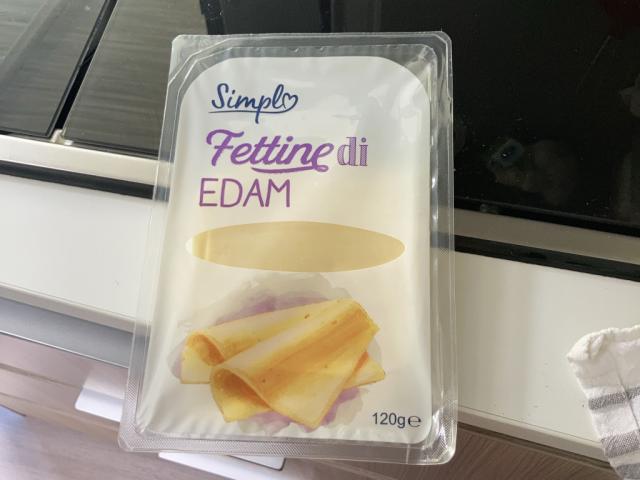 Simpl
Fettine di
EDAM
120g ℮